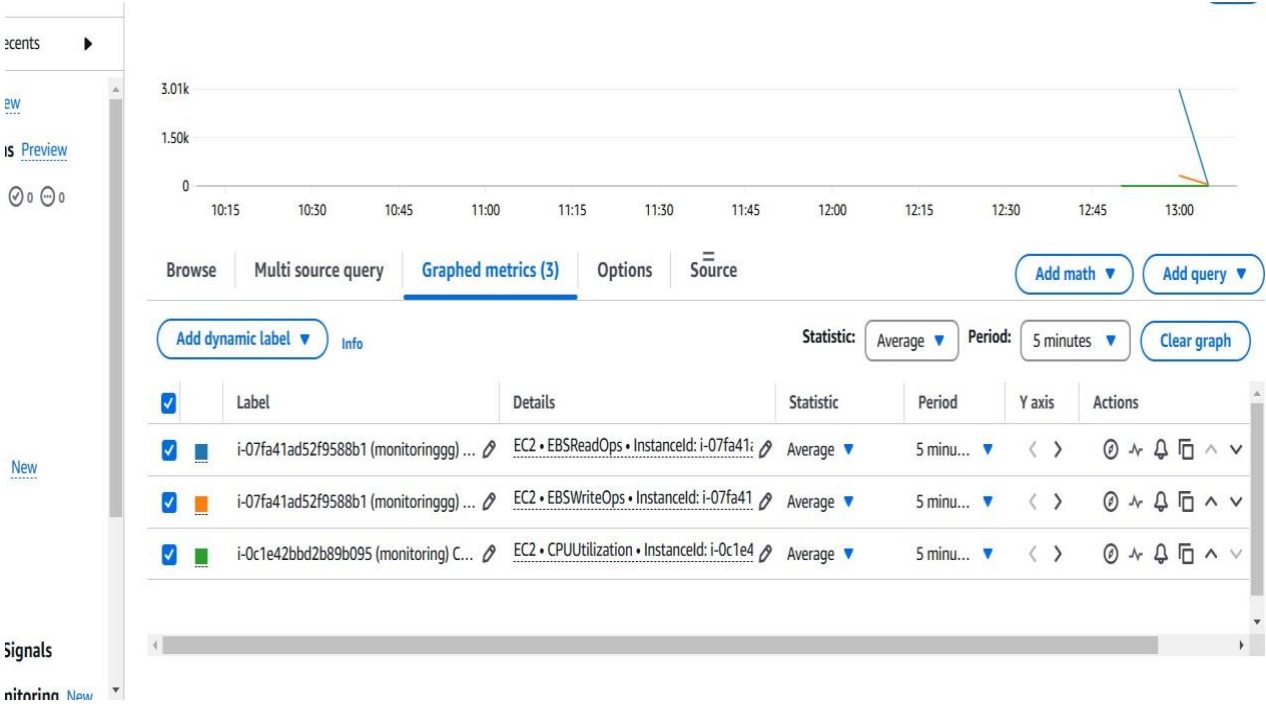 ecents
ew
ns Preview
0 0
New
Signals
nitoring New
3.01k
1.50k
0
10:15 10:30 10:45 11:00 11:15 11:30 11:45 12:00 12:15 12:30 12:45 13:00
Browse Multi source query Graphed metrics (3) Options Source Add math Add query
Add dynamic label Info Statistic: Average Period: 5 minutes Clear graph
Label Details Statistic Period Y axis Actions
i-07fa41ad52f9588b1 (monitoringgg) ... EC2 • EBSReadOps • InstanceId: i-07fa41a Average 5 minu...
i-07fa41ad52f9588b1 (monitoringgg) ... EC2 • EBSWriteOps • InstanceId: i-07fa41 Average 5 minu...
i-0c1e42bbd2b89b095 (monitoring) C... EC2 • CPUUtilization • InstanceId: i-0c1e4 Average 5 minu...